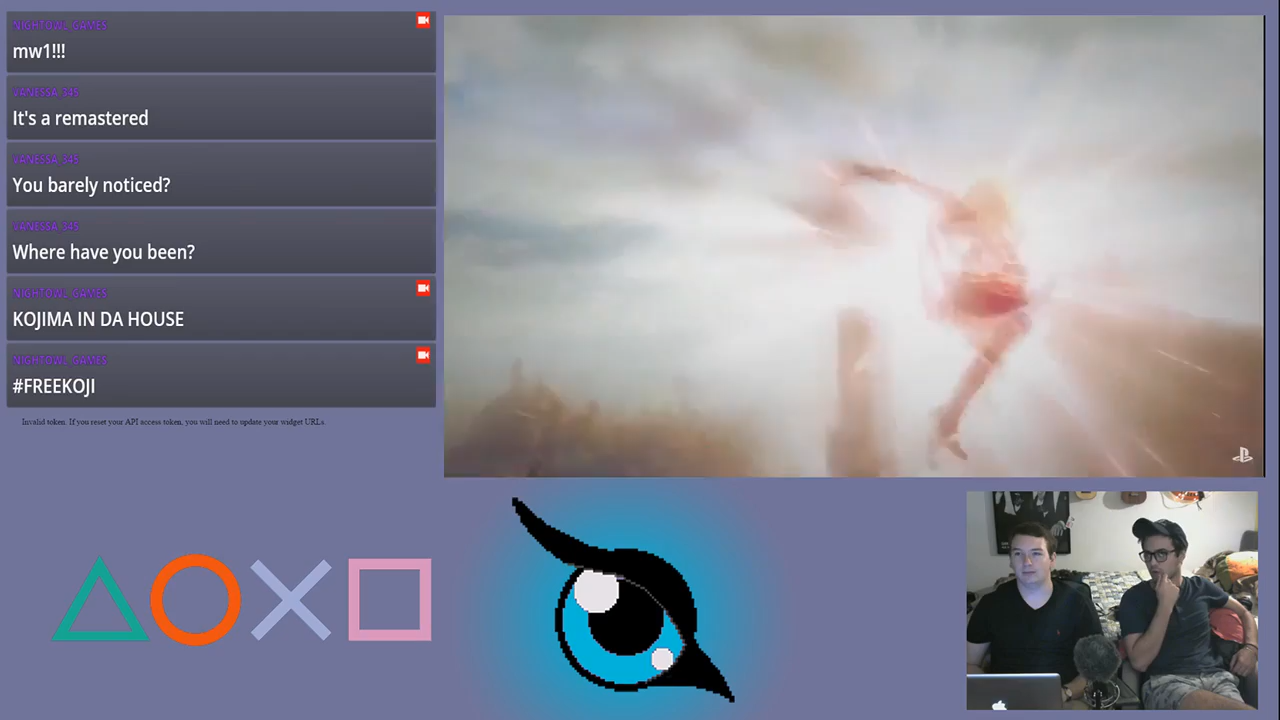 NIGHTOWL_GAMES
mw1!!!
VANESSA_345
It's a remastered
VANESSA_345
You barely noticed?
VANESSA_345
Where have you been?
NIGHTOWL_GAMES
KOJIMA IN DA HOUSE
NIGHTOWL_GAMES
#FREEKOJI
Invalid token. If you reset your API access token, you will need to update your widget URLs.